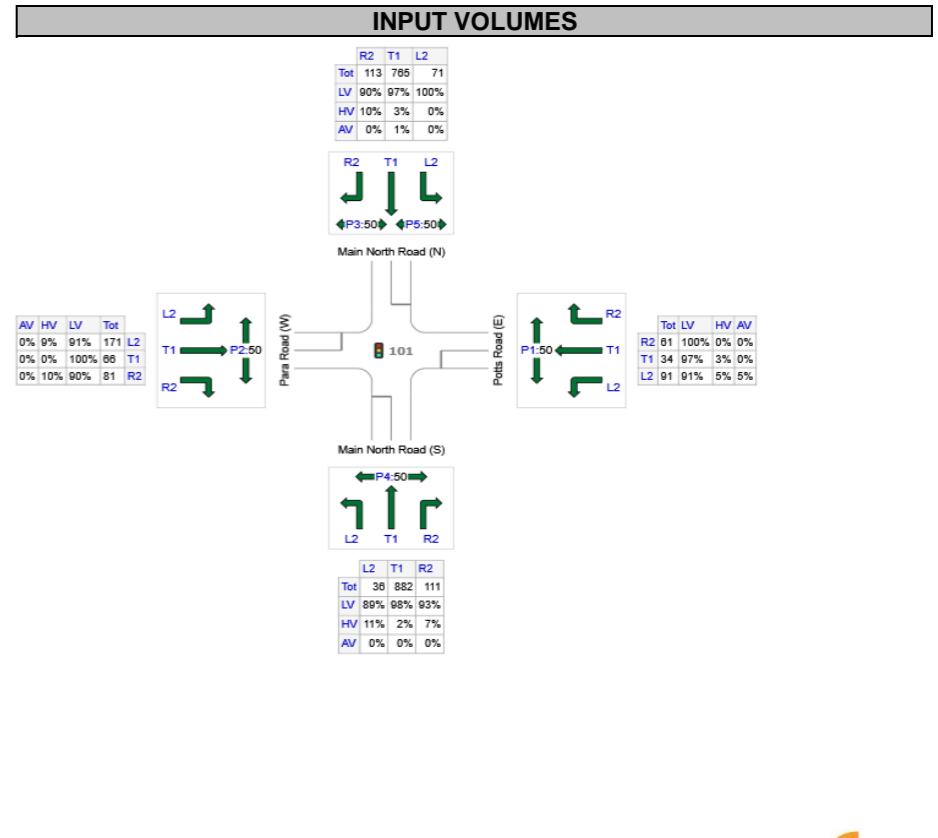 INPUT VOLUMES
R2 T1 L2
Tot 113 765 71
LV 90% 97% 100%
HV 10% 3% 0%
AV 0% 1% 0%
R2 T1 L2
P3:50 P5:50
Main North Road (N)
AV HV LV Tot
0% 9% 91% 171 L2
0% 0% 100% 66 T1
0% 10% 90% 81 R2
L2
T1 P2:50
R2
Para Road (W)
101
Potts Road (E)
R2
P1:50 T1
L2
Tot LV HV AV
R2 61 100% 0% 0%
T1 34 97% 3% 0%
L2 91 91% 5% 5%
Main North Road (S)
P4:50
L2 T1 R2
L2 T1 R2
Tot 36 882 111
LV 89% 98% 93%
HV 11% 2% 7%
AV 0% 0% 0%